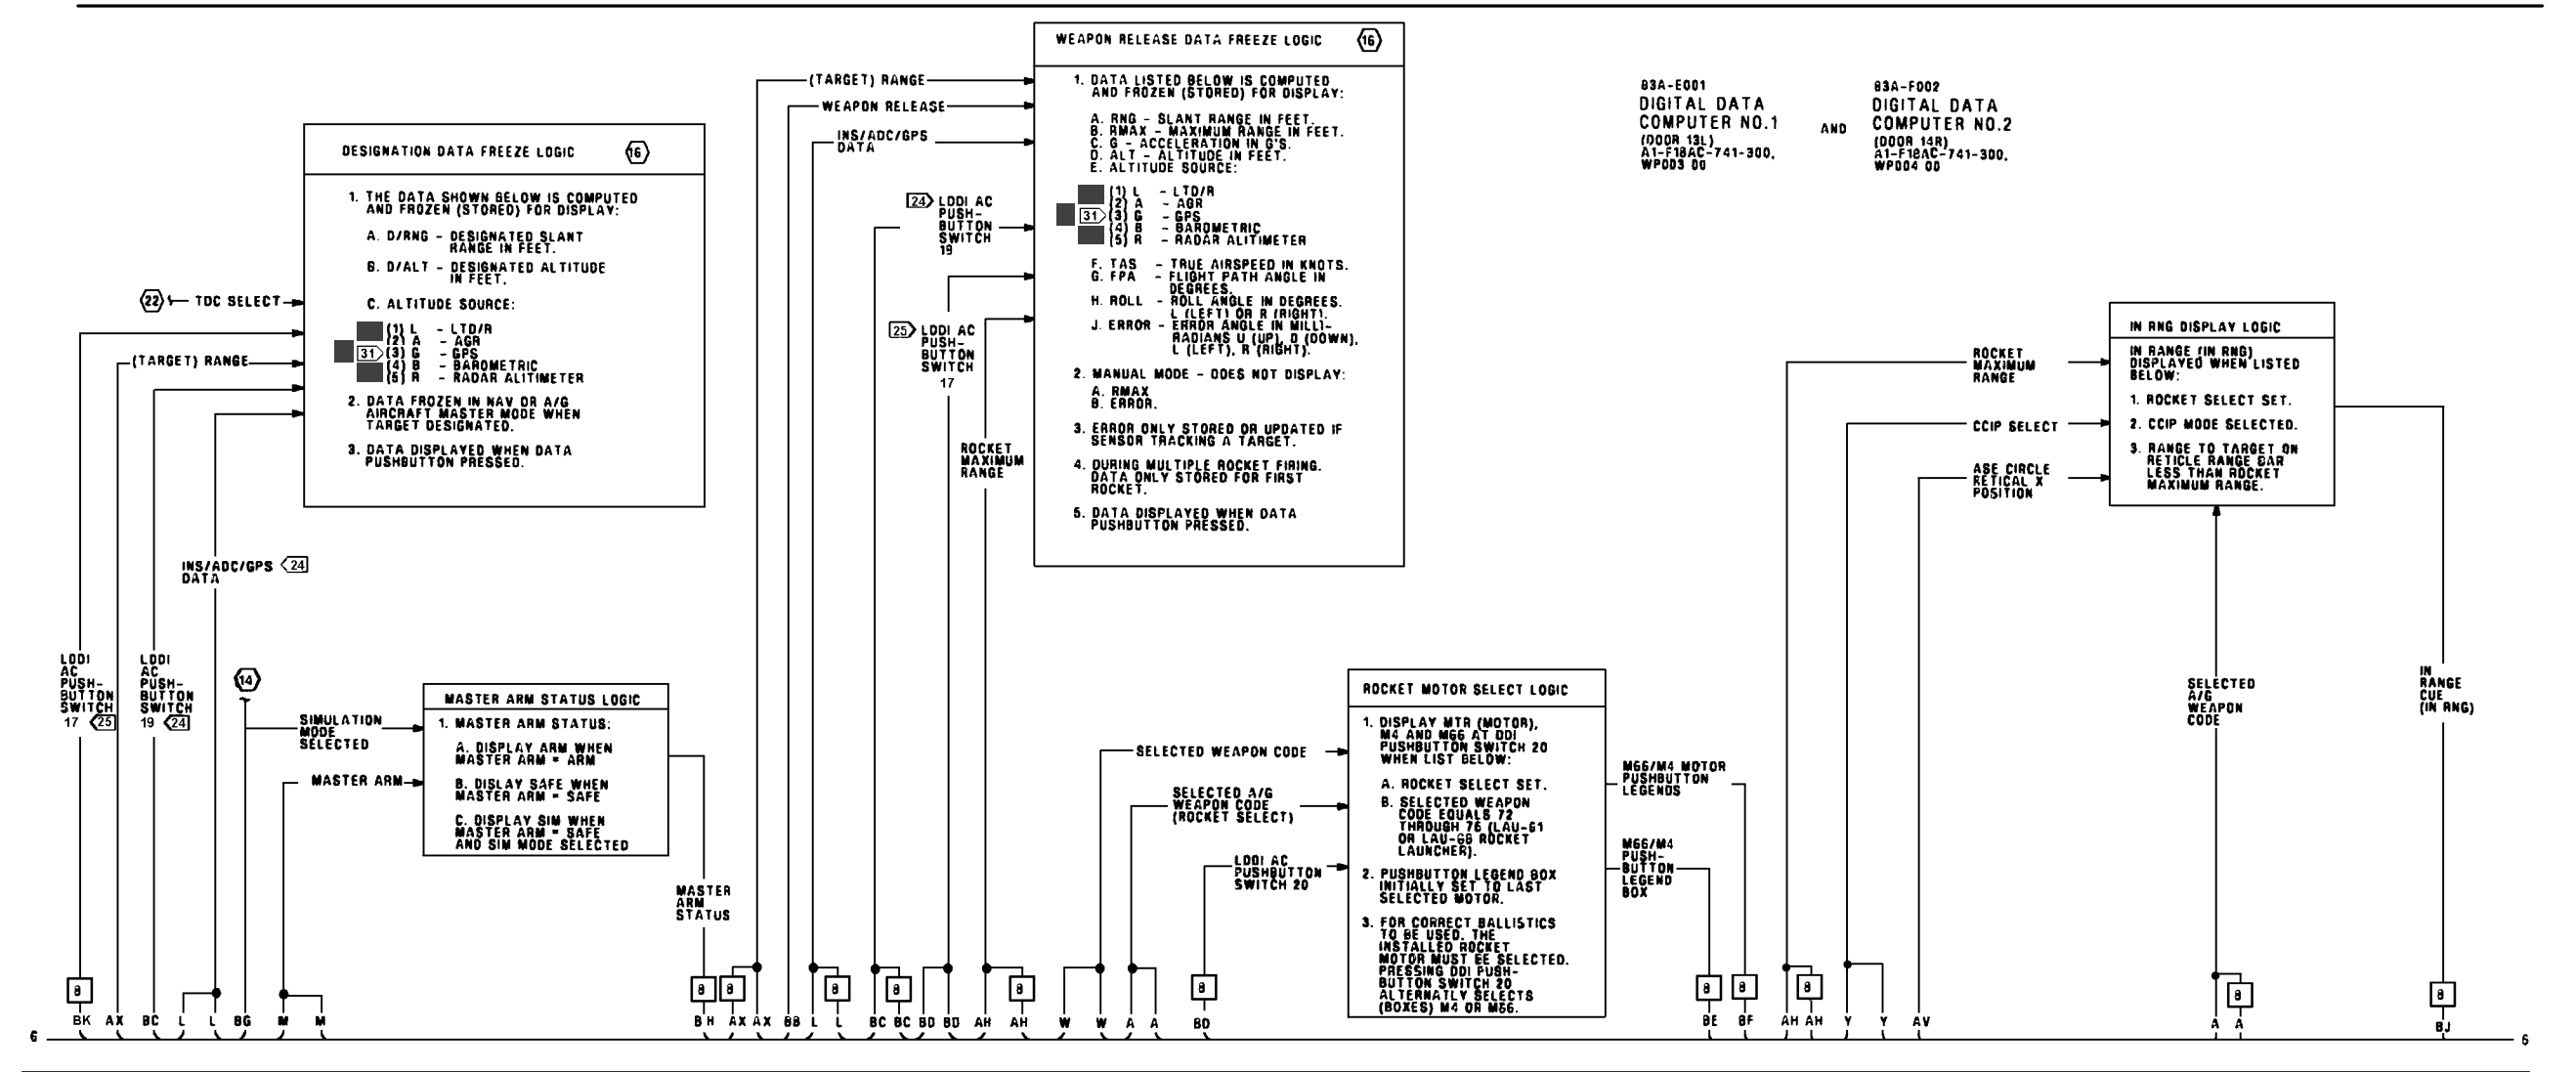 DESIGNATION DATA FREEZE LOGIC 16
1. THE DATA SHOWN BELOW IS COMPUTED
AND FROZEN (STORED) FOR DISPLAY:
A. D/RNG - DESIGNATED SLANT
RANGE IN FEET.
B. D/ALT - DESIGNATED ALTITUDE
IN FEET.
C. ALTITUDE SOURCE:
(1) L - LTD/R
(2) A - AGR
31 (3) G - GPS
(4) B - BAROMETRIC
(5) R - RADAR ALITIMETER
2. DATA FROZEN IN NAV OR A/G
AIRCRAFT MASTER MODE WHEN
TARGET DESIGNATED.
3. DATA DISPLAYED WHEN DATA
PUSHBUTTON PRESSED.
22 TDC SELECT
(TARGET) RANGE
INS/ADC/GPS 24
DATA
LDDI
AC
PUSH-
BUTTON
SWITCH
17 25
LDDI
AC
PUSH-
BUTTON
SWITCH
19 24
14
SIMULATION
MODE
SELECTED
MASTER ARM
MASTER ARM STATUS LOGIC
1. MASTER ARM STATUS:
A. DISPLAY ARM WHEN
MASTER ARM = ARM
B. DISLAY SAFE WHEN
MASTER ARM = SAFE
C. DISPLAY SIM WHEN
MASTER ARM = SAFE
AND SIM MODE SELECTED
MASTER
ARM
STATUS
(TARGET) RANGE
WEAPON RELEASE
INS/ADC/GPS
DATA
24 LDDI AC
PUSH-
BUTTON
SWITCH
19
25 LDDI AC
PUSH-
BUTTON
SWITCH
17
ROCKET
MAXIMUM
RANGE
WEAPON RELEASE DATA FREEZE LOGIC 16
1. DATA LISTED BELOW IS COMPUTED
AND FROZEN (STORED) FOR DISPLAY:
A. RNG - SLANT RANGE IN FEET.
B. RMAX - MAXIMUM RANGE IN FEET.
C. G - ACCELERATION IN G'S.
D. ALT - ALTITUDE IN FEET.
E. ALTITUDE SOURCE:
(1) L - LTD/R
(2) A - AGR
31 (3) G - GPS
(4) B - BAROMETRIC
(5) R - RADAR ALITIMETER
F. TAS - TRUE AIRSPEED IN KNOTS.
G. FPA - FLIGHT PATH ANGLE IN
DEGREES.
H. ROLL - ROLL ANGLE IN DEGREES.
L (LEFT) OR R (RIGHT).
J. ERROR - ERROR ANGLE IN MILLI-
RADIANS U (UP), D (DOWN),
L (LEFT), R (RIGHT).
2. MANUAL MODE - DOES NOT DISPLAY:
A. RMAX
B. ERROR.
3. ERROR ONLY STORED OR UPDATED IF
SENSOR TRACKING A TARGET.
4. DURING MULTIPLE ROCKET FIRING.
DATA ONLY STORED FOR FIRST
ROCKET.
5. DATA DISPLAYED WHEN DATA
PUSHBUTTON PRESSED.
83A-E001
DIGITAL DATA
COMPUTER NO.1
(DOOR 13L)
A1-F18AC-741-300,
WP003 00
AND
83A-F002
DIGITAL DATA
COMPUTER NO.2
(DOOR 14R)
A1-F18AC-741-300,
WP004 00
SELECTED WEAPON CODE
SELECTED A/G
WEAPON CODE
(ROCKET SELECT)
LDDI AC
PUSHBUTTON
SWITCH 20
ROCKET MOTOR SELECT LOGIC
1. DISPLAY MTR (MOTOR),
M4 AND M66 AT DDI
PUSHBUTTON SWITCH 20
WHEN LIST BELOW:
A. ROCKET SELECT SET.
B. SELECTED WEAPON
CODE EQUALS 72
THROUGH 76 (LAU-61
OR LAU-68 ROCKET
LAUNCHER).
2. PUSHBUTTON LEGEND BOX
INITIALLY SET TO LAST
SELECTED MOTOR.
3. FOR CORRECT BALLISTICS
TO BE USED. THE
INSTALLED ROCKET
MOTOR MUST BE SELECTED.
PRESSING DDI PUSH-
BUTTON SWITCH 20
ALTERNATLY SELECTS
(BOXES) M4 OR M66.
M66/M4 MOTOR
PUSHBUTTON
LEGENDS
M66/M4
PUSH-
BUTTON
LEGEND
BOX
ROCKET
MAXIMUM
RANGE
CCIP SELECT
ASE CIRCLE
RETICAL X
POSITION
IN RNG DISPLAY LOGIC
IN RANGE (IN RNG)
DISPLAYED WHEN LISTED
BELOW:
1. ROCKET SELECT SET.
2. CCIP MODE SELECTED.
3. RANGE TO TARGET ON
RETICLE RANGE BAR
LESS THAN ROCKET
MAXIMUM RANGE.
SELECTED
A/G
WEAPON
CODE
IN
RANGE
CUE
(IN RNG)
8 8 8 8 8 8 8 8 8 8 8 8
BK AX BC L L BG M M BH AX AX BB L L BC BC BD BD AH AH W W A A BD BE BF AH AH Y Y AV A A BJ
6 6